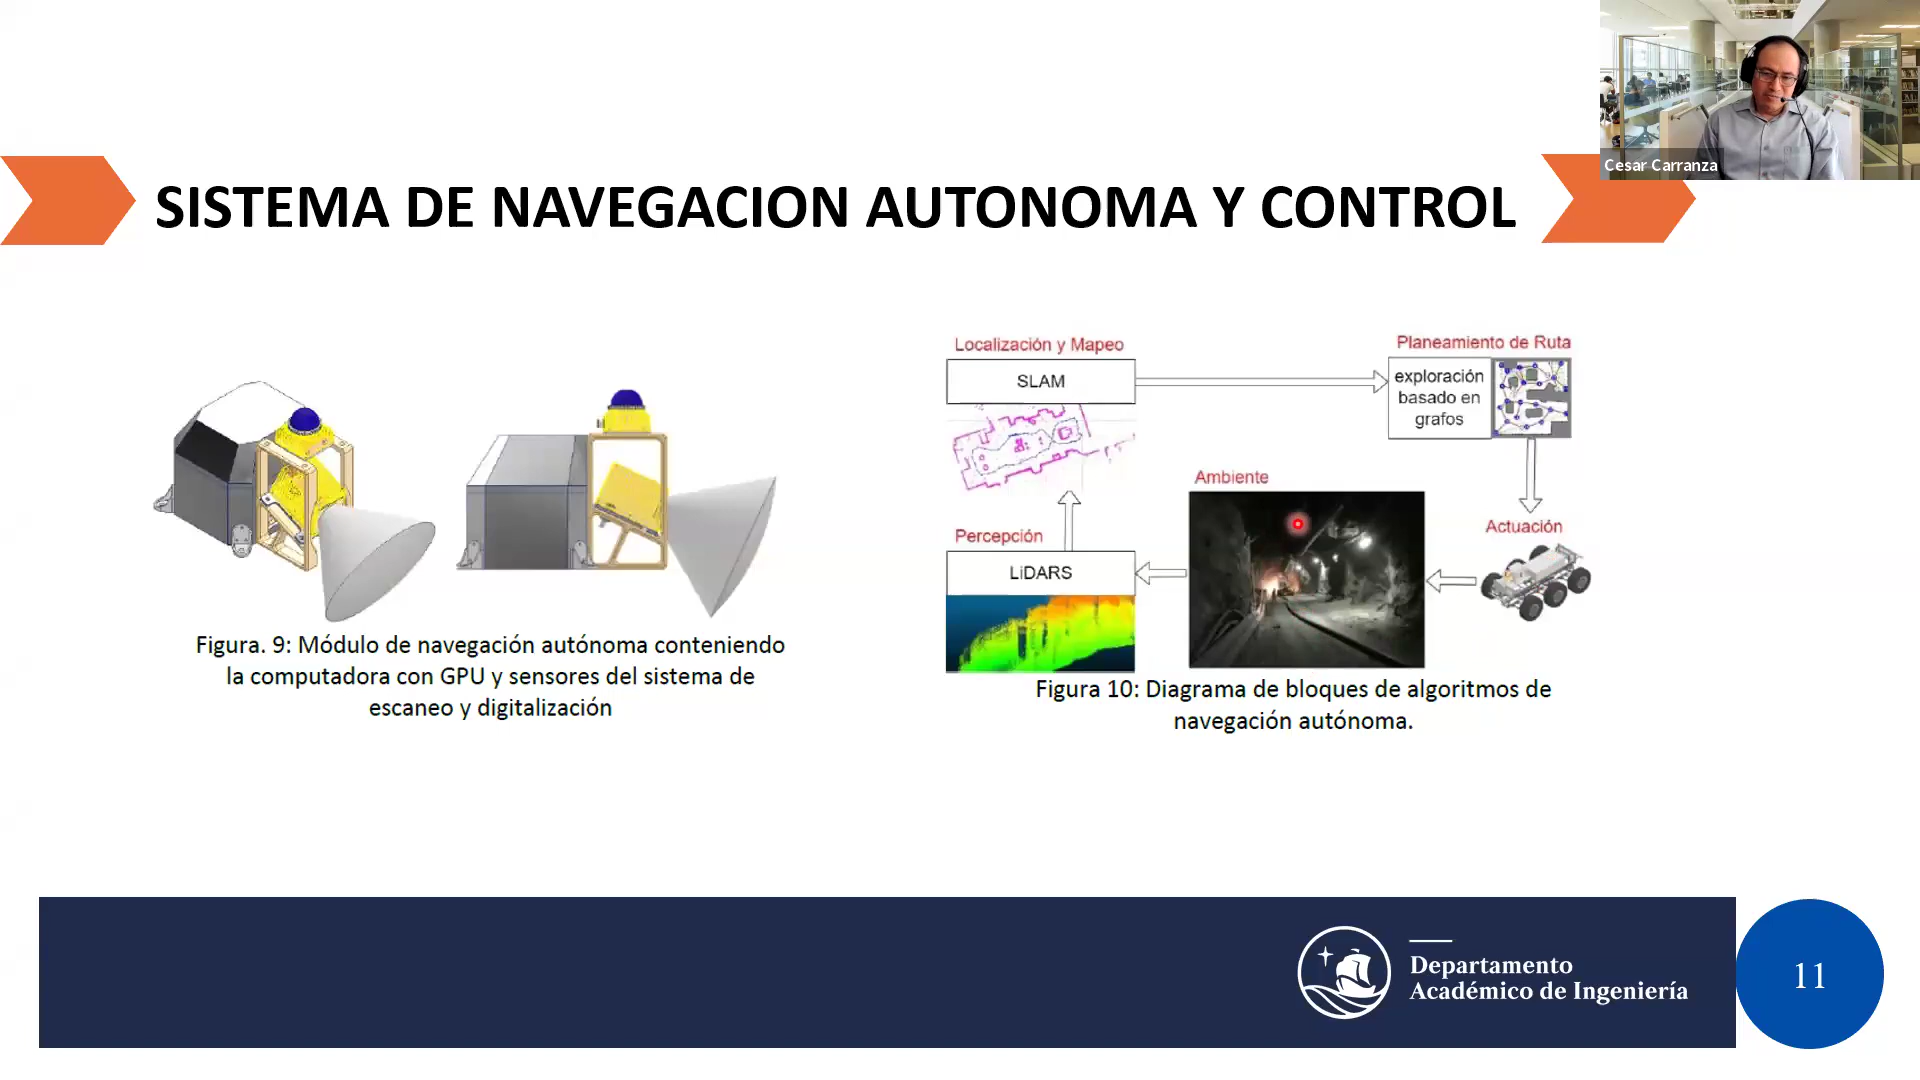 Cesar Carranza
SISTEMA DE NAVEGACION AUTONOMA Y CONTROL
Figura. 9: Módulo de navegación autónoma conteniendo
la computadora con GPU y sensores del sistema de
escaneo y digitalización
Localización y Mapeo
SLAM
Planeamiento de Ruta
exploración
basado en
grafos
Ambiente
Actuación
Percepción
LiDARS
Figura 10: Diagrama de bloques de algoritmos de
navegación autónoma.
Departamento
Académico de Ingeniería
11